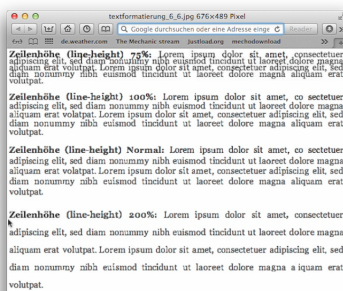 textformatierung_6_6.jpg 676×489 Pixel
Google durchsuchen oder eine Adresse einge
Reader
de.weather.com The Mechanic stream Justload.org mechodownload
Zeilenhöhe (line-height) 75%: Lorem ipsum dolor sit amet, consectetuer
adipiscing elit, sed diam nonummy nibh euismod tincidunt ut laoreet dolore magna
aliquam erat volutpat. Lorem ipsum dolor sit amet, consectetuer adipiscing elit, sed
diam nonummy nibh euismod tincidunt ut laoreet dolore magna aliquam erat
volutpat.
Zeilenhöhe (line-height) 100%: Lorem ipsum dolor sit amet, co sectetuer
adipiscing elit, sed diam nonummy nibh euismod tincidunt ut laoreet dolore magna
aliquam erat volutpat. Lorem ipsum dolor sit amet, consectetuer adipiscing elit, sed
diam nonummy nibh euismod tincidunt ut laoreet dolore magna aliquam erat
volutpat.
Zeilenhöhe (line-height) Normal: Lorem ipsum dolor sit amet, co sectetuer
adipiscing elit, sed diam nonummy nibh euismod tincidunt ut laoreet dolore magna
aliquam erat volutpat. Lorem ipsum dolor sit amet, consectetuer adipiscing elit, sed
diam nonummy nibh euismod tincidunt ut laoreet dolore magna aliquam erat
volutpat.
Zeilenhöhe (line-height) 200%: Lorem ipsum dolor sit amet, consectetuer
adipiscing elit, sed diam nonummy nibh euismod tincidunt ut laoreet dolore magna
aliquam erat volutpat. Lorem ipsum dolor sit amet, consectetuer adipiscing elit, sed
diam nonummy nibh euismod tincidunt ut laoreet dolore magna a iquam erat
volutpat.